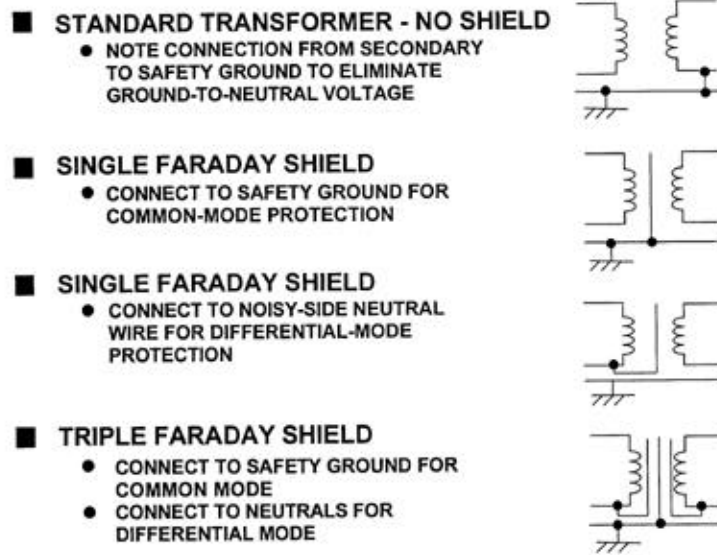 STANDARD TRANSFORMER - NO SHIELD
NOTE CONNECTION FROM SECONDARY
TO SAFETY GROUND TO ELIMINATE
GROUND-TO-NEUTRAL VOLTAGE
SINGLE FARADAY SHIELD
CONNECT TO SAFETY GROUND FOR
COMMON-MODE PROTECTION
SINGLE FARADAY SHIELD
CONNECT TO NOISY-SIDE NEUTRAL
WIRE FOR DIFFERENTIAL-MODE
PROTECTION
TRIPLE FARADAY SHIELD
CONNECT TO SAFETY GROUND FOR
COMMON MODE
CONNECT TO NEUTRALS FOR
DIFFERENTIAL MODE